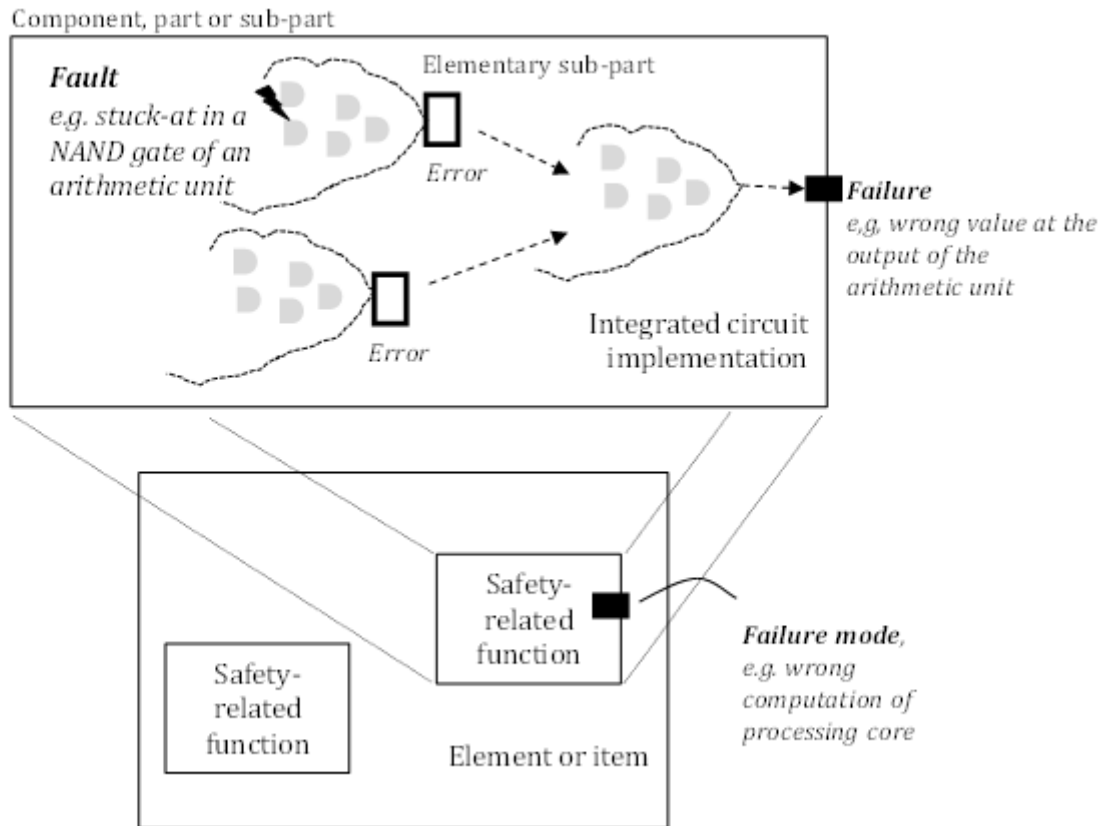 Component, part or sub-part
Fault
e.g. stuck-at in a
NAND gate of an
arithmetic unit
Elementary sub-part
Error
Error
Failure
e,g, wrong value at the
output of the
arithmetic unit
Integrated circuit
implementation
Safety-
related
function
Failure mode,
e.g. wrong
computation of
processing core
Safety-
related
function
Element or item